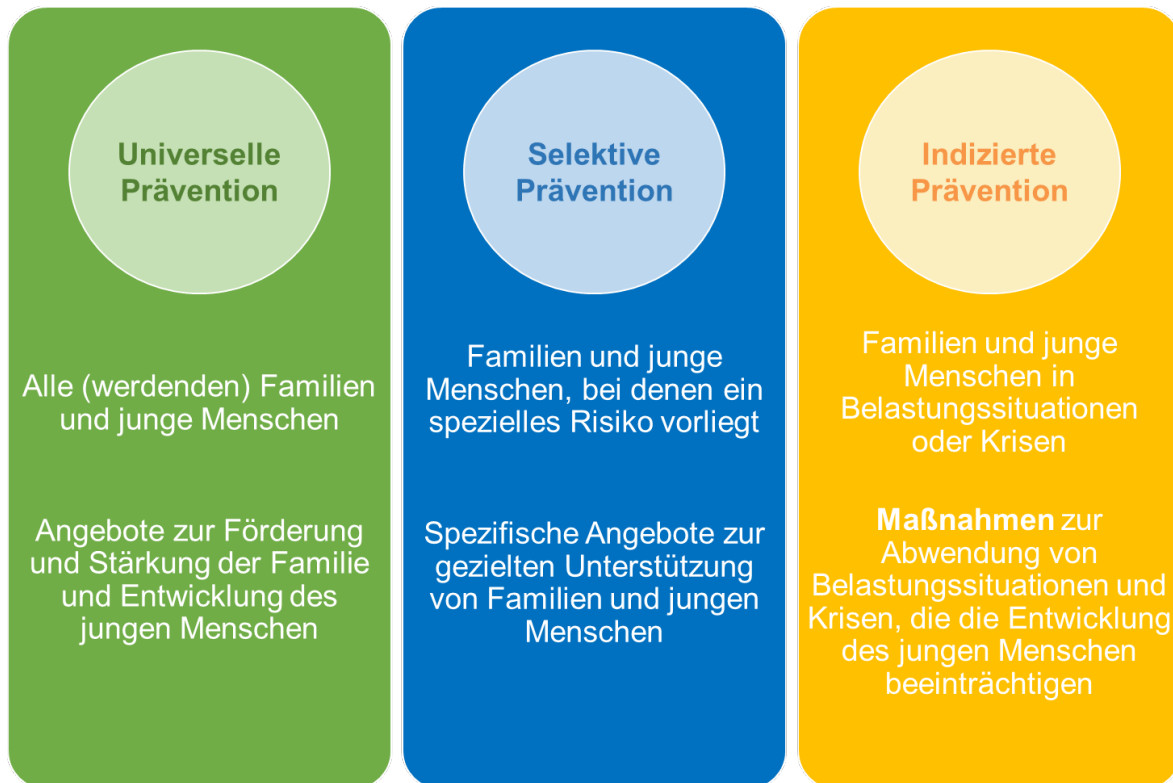 Universelle
Prävention
Alle (werdenden) Familien
und junge Menschen
Angebote zur Förderung
und Stärkung der Familie
und Entwicklung des
jungen Menschen
Selektive
Prävention
Familien und junge
Menschen, bei denen ein
spezielles Risiko vorliegt
Spezifische Angebote zur
gezielten Unterstützung
von Familien und jungen
Menschen
Indizierte
Prävention
Familien und junge
Menschen in
Belastungssituationen
oder Krisen
Maßnahmen zur
Abwendung von
Belastungssituationen und
Krisen, die die Entwicklung
des jungen Menschen
beeinträchtigen